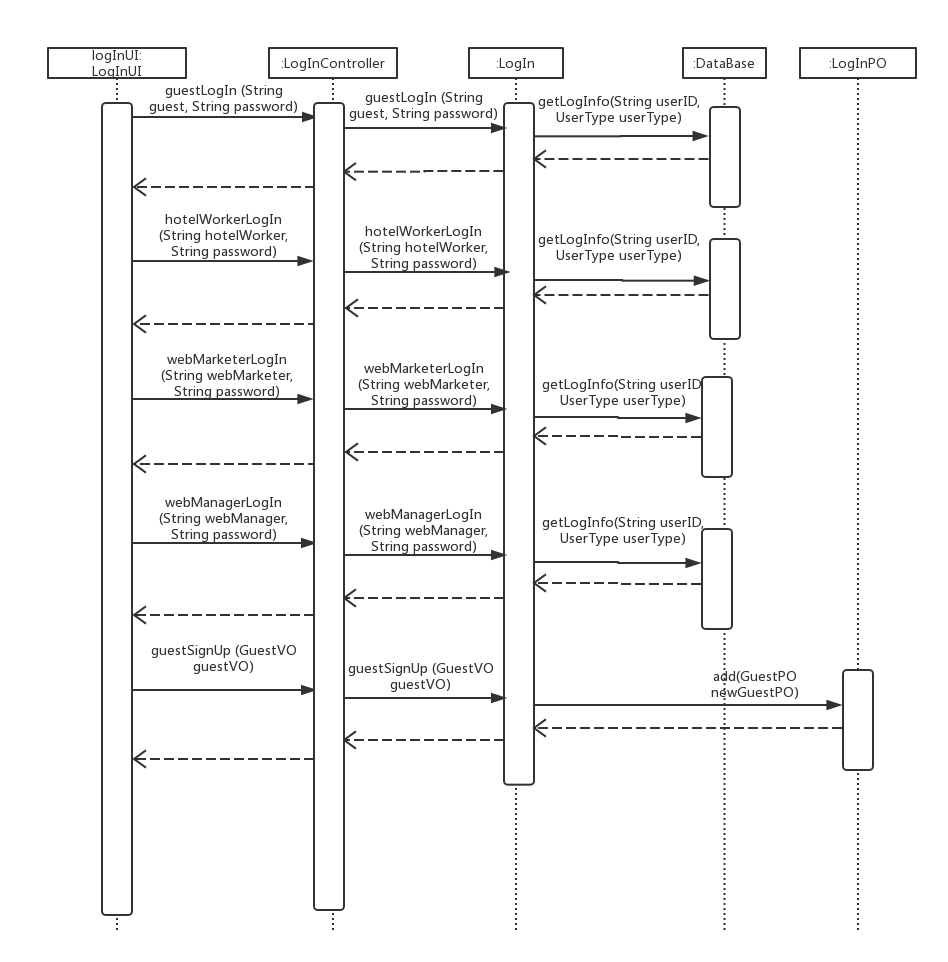 logInUI:
LogInUI
:LogInController
:LogIn
:DataBase
:LogInPO
guestLogIn (String
guest, String password)
guestLogIn (String
guest, String password)
getLogInfo(String userID,
UserType userType)
hotelWorkerLogIn
(String hotelWorker,
String password)
hotelWorkerLogIn
(String hotelWorker,
String password)
getLogInfo(String userID,
UserType userType)
webMarketerLogIn
(String webMarketer,
String password)
webMarketerLogIn
(String webMarketer,
String password)
getLogInfo(String userID
UserType userType)
webManagerLogIn
(String webManager,
String password)
webManagerLogIn
(String webManager,
String password)
getLogInfo(String userID,
UserType userType)
guestSignUp (GuestVO
guestVO)
guestSignUp (GuestVO
guestVO)
add(GuestPO
newGuestPO)